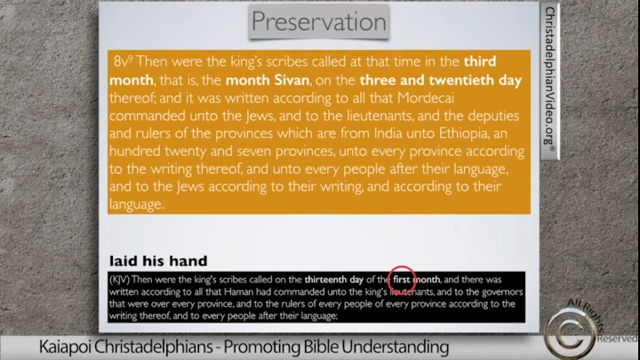 Preservation
8v9 Then were the king's scribes called at that time in the third
month, that is, the month Sivan, on the three and twentieth day
thereof; and it was written according to all that Mordecai
commanded unto the Jews, and to the lieutenants, and the deputies
and rulers of the provinces which are from India unto Ethiopia, an
hundred twenty and seven provinces, unto every province according
to the writing thereof, and unto every people after their language,
and to the Jews according to their writing, and according to their
language.
laid his hand
(KJV) Then were the king's scribes called on the thirteenth day of the first month, and there was
written according to all that Haman had commanded unto the king's lieutenants, and to the governors
that were over every province, and to the rulers of every people of every province according to the
writing thereof, and to every people after their language;
ChristadelphianVideo.org®
All Rights
C
Reserved
Kaiapoi Christadelphians - Promoting Bible Understanding